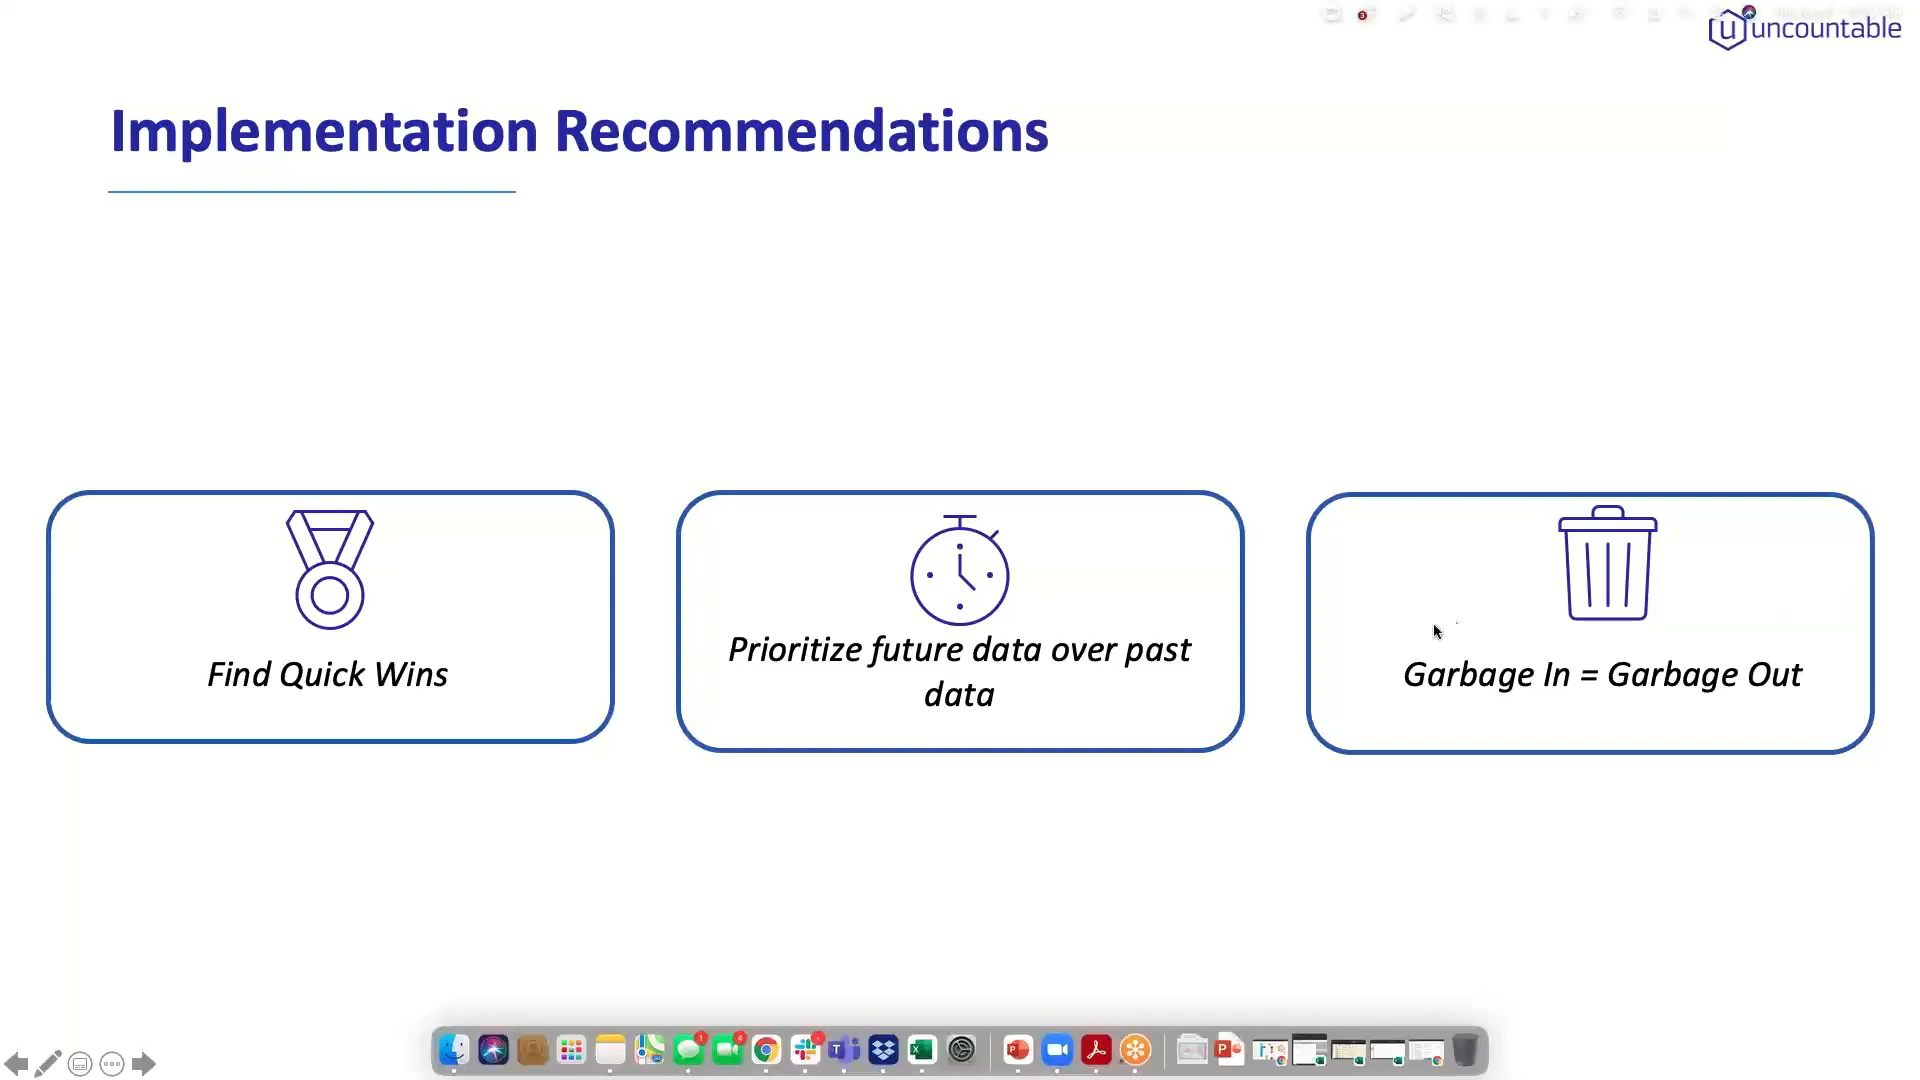 uncountable
Implementation Recommendations
Find Quick Wins
Prioritize future data over past
data
Garbage In = Garbage Out